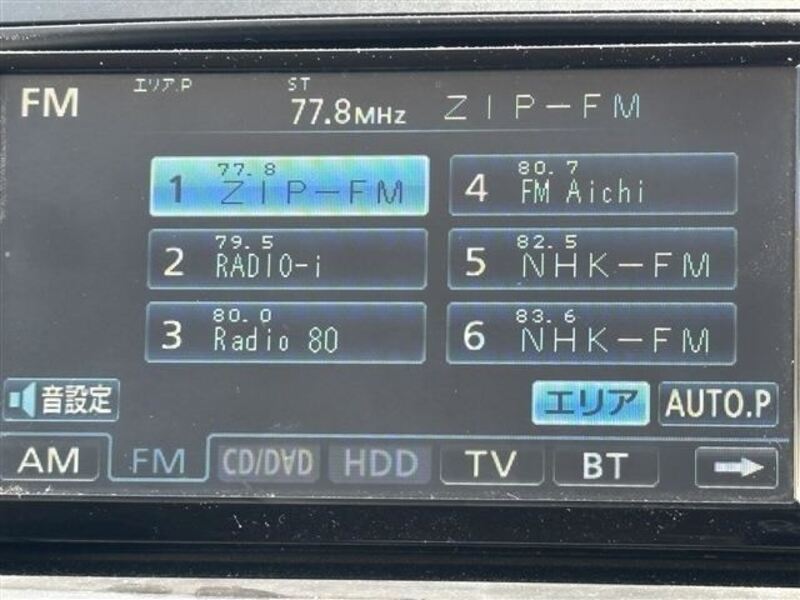 FM エリア.P ST 77.8MHz ZIP-FM
1 77.8 ZIP-FM
4 80.7 FM Aichi
2 79.5 RADIO-i
5 82.5 NHK-FM
3 80.0 Radio 80
6 83.6 NHK-FM
音設定 エリア AUTO.P
AM FM CD/DVD HDD TV BT